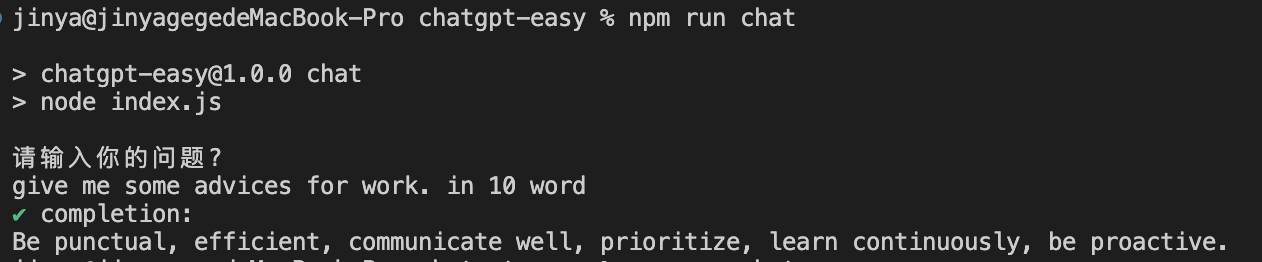 jinya@jinyagegedeMacBook-Pro chatgpt-easy % npm run chat
> chatgpt-easy@1.0.0 chat
> node index.js
请输入你的问题?
give me some advices for work. in 10 word
✔ completion:
Be punctual, efficient, communicate well, prioritize, learn continuously, be proactive.